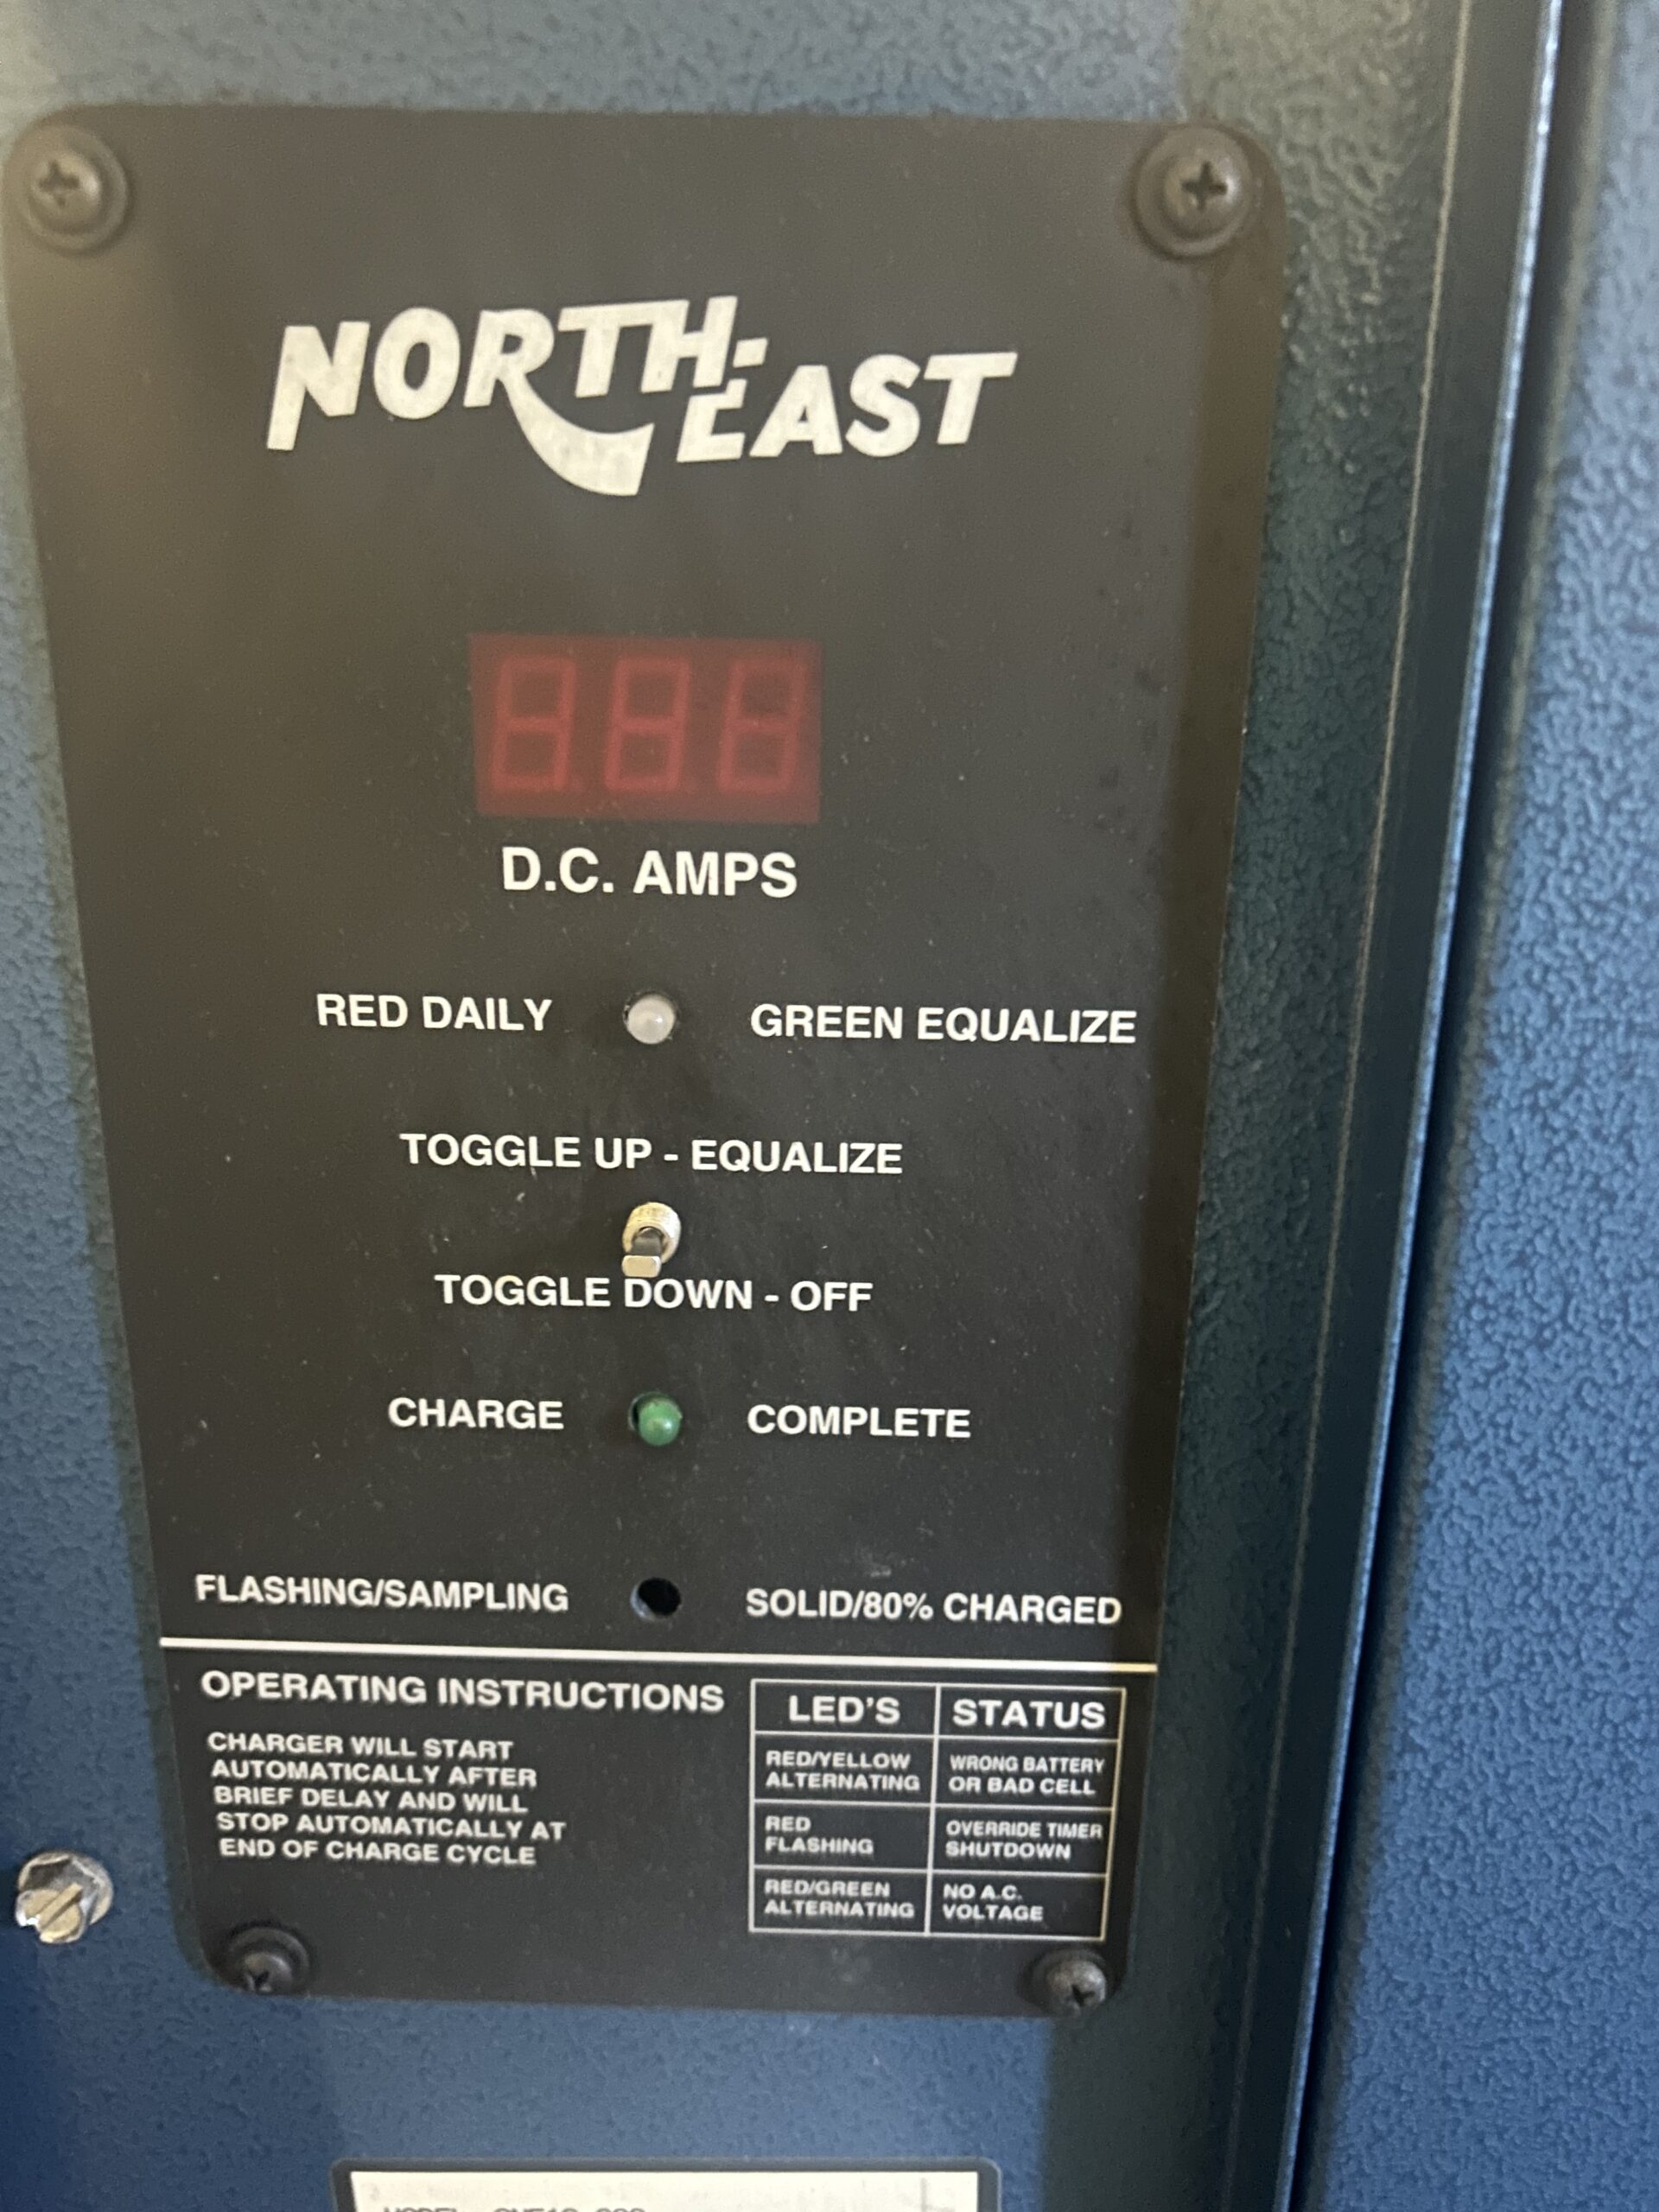 NORTH-EAST
D.C. AMPS
RED DAILY GREEN EQUALIZE
TOGGLE UP - EQUALIZE
TOGGLE DOWN - OFF
CHARGE COMPLETE
FLASHING/SAMPLING SOLID/80% CHARGED
OPERATING INSTRUCTIONS
CHARGER WILL START
AUTOMATICALLY AFTER
BRIEF DELAY AND WILL
STOP AUTOMATICALLY AT
END OF CHARGE CYCLE
LED'S STATUS
RED/YELLOW WRONG BATTERY
ALTERNATING OR BAD CELL
RED OVERRIDE TIMER
FLASHING SHUTDOWN
RED/GREEN NO A.C.
ALTERNATING VOLTAGE
MODEL